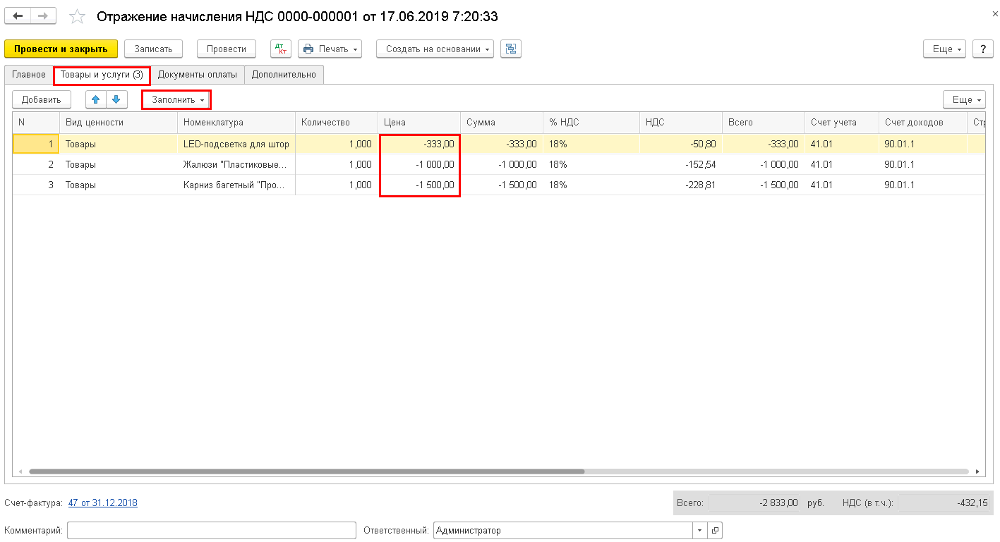 Отражение начисления НДС 0000-000001 от 17.06.2019 7:20:33
Провести и закрыть Записать Провести Дт Кт Печать Создать на основании Еще ?
Главное Товары и услуги (3) Документы оплаты Дополнительно
Добавить Заполнить Еще
N Вид ценности Номенклатура Количество Цена Сумма % НДС НДС Всего Счет учета Счет доходов Стр
1 Товары LED-подсветка для штор 1,000 -333,00 -333,00 18% -50,80 -333,00 41.01 90.01.1
2 Товары Жалюзи "Пластиковые... 1,000 -1 000,00 -1 000,00 18% -152,54 -1 000,00 41.01 90.01.1
3 Товары Карниз багетный "Про... 1,000 -1 500,00 -1 500,00 18% -228,81 -1 500,00 41.01 90.01.1
Счет-фактура: 47 от 31.12.2018 Всего: -2 833,00 руб. НДС (в т.ч.): -432,15
Комментарий: Ответственный: Администратор